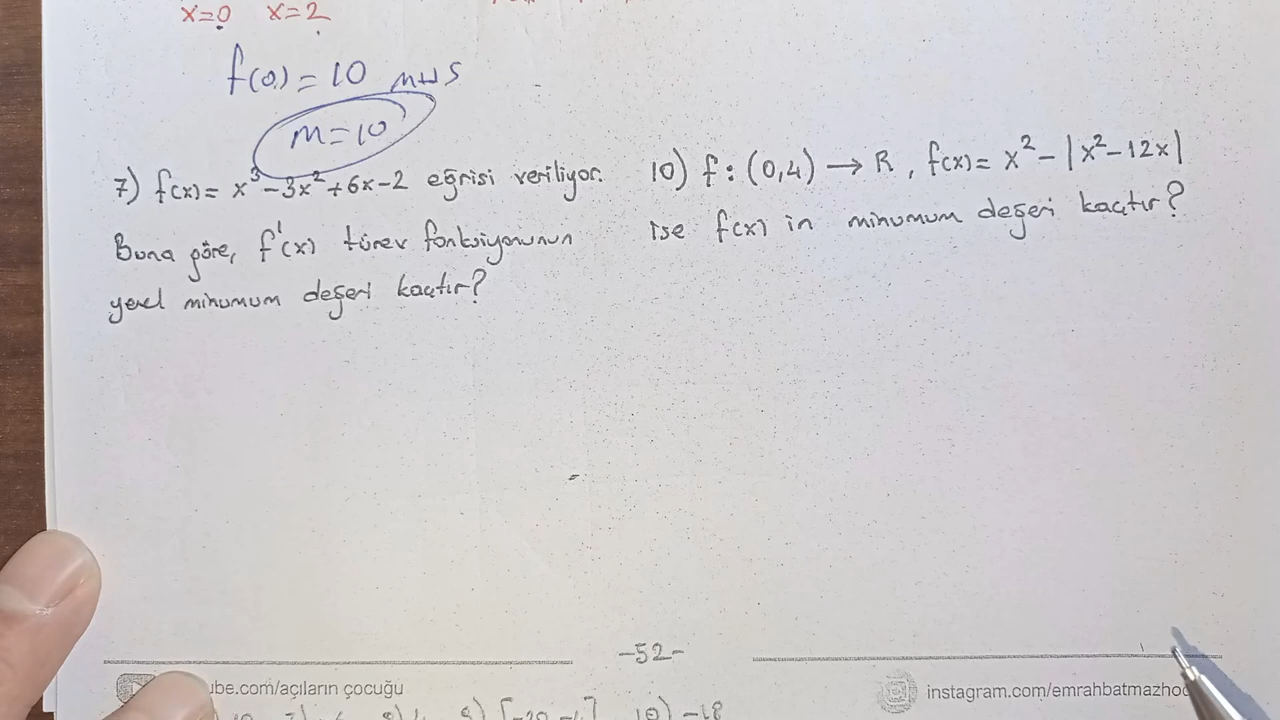 x=0 x=2
f(0) = 10
m=10
7) f(x)= x³-3x²+6x-2 eğrisi veriliyor.
Buna göre, f'(x) türev fonksiyonunun
yerel minumum değeri kaçtır?
10) f: (0,4) → R, f(x)= x² - |x²-12x|
ise f(x) in minumum değeri kaçtır?
-52-
ube.com/açıların çocuğu
instagram.com/emrahbatmazhoc
10) -18